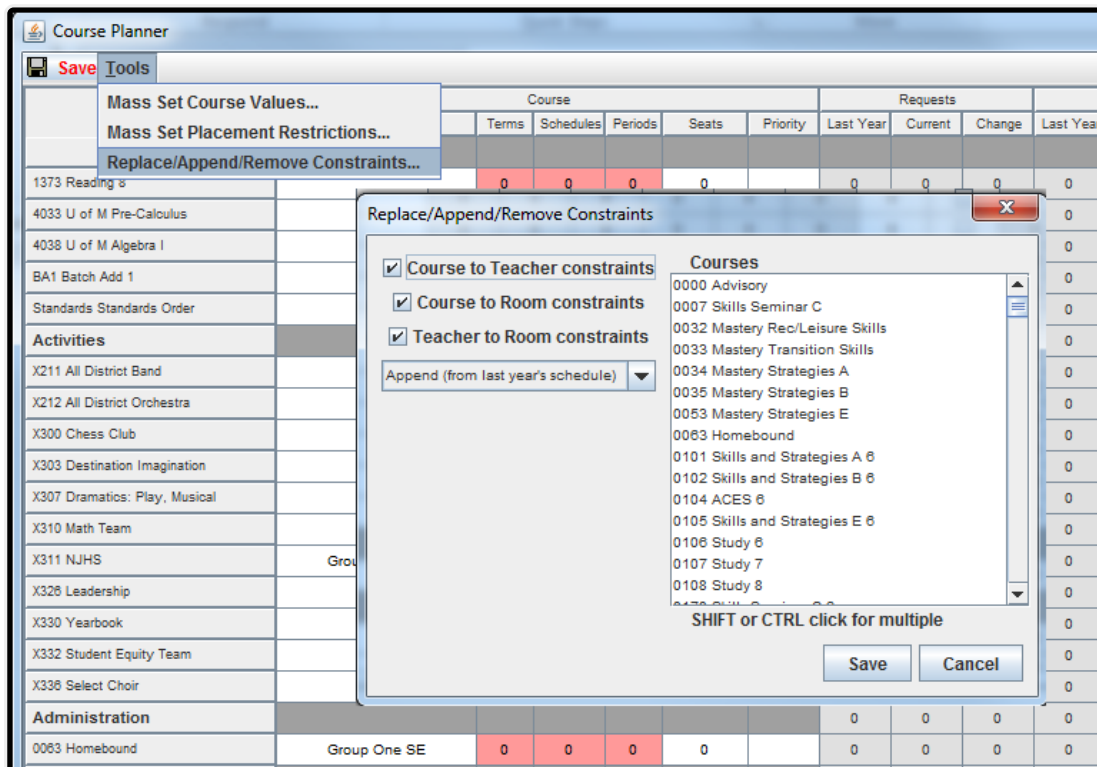 Course Planner
Save Tools
Mass Set Course Values...
Mass Set Placement Restrictions...
Replace/Append/Remove Constraints...
Course Requests
Terms Schedules Periods Seats Priority Last Year Current Change Last Yea
1373 Reading 8 0 0 0 0 0 0 0 0
4033 U of M Pre-Calculus 0
4038 U of M Algebra I 0
BA1 Batch Add 1 0
Standards Standards Order 0
Activities
X211 All District Band 0
X212 All District Orchestra 0
X300 Chess Club 0
X303 Destination Imagination 0
X307 Dramatics: Play, Musical 0
X310 Math Team 0
X311 NJHS Grou 0
X326 Leadership 0
X330 Yearbook 0
X332 Student Equity Team 0
X336 Select Choir 0
Administration 0 0 0 0
0063 Homebound Group One SE 0 0 0 0 0 0 0 0
Replace/Append/Remove Constraints
Course to Teacher constraints
Course to Room constraints
Teacher to Room constraints
Append (from last year's schedule)
Courses
0000 Advisory
0007 Skills Seminar C
0032 Mastery Rec/Leisure Skills
0033 Mastery Transition Skills
0034 Mastery Strategies A
0035 Mastery Strategies B
0053 Mastery Strategies E
0063 Homebound
0101 Skills and Strategies A 6
0102 Skills and Strategies B 6
0104 ACES 6
0105 Skills and Strategies E 6
0106 Study 6
0107 Study 7
0108 Study 8
SHIFT or CTRL click for multiple
Save Cancel